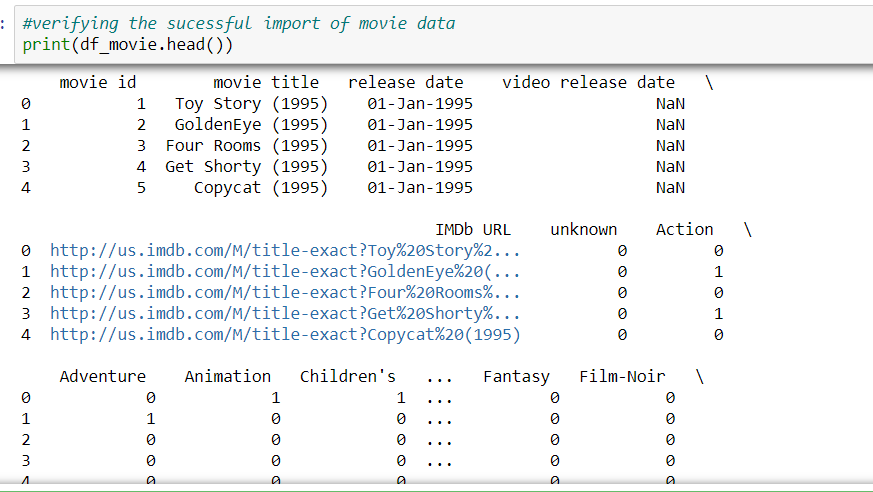 :
#verifying the sucessful import of movie data
print(df_movie.head())
movie id movie title release date video release date \
0 1 Toy Story (1995) 01-Jan-1995 NaN
1 2 GoldenEye (1995) 01-Jan-1995 NaN
2 3 Four Rooms (1995) 01-Jan-1995 NaN
3 4 Get Shorty (1995) 01-Jan-1995 NaN
4 5 Copycat (1995) 01-Jan-1995 NaN
IMDb URL unknown Action \
0 http://us.imdb.com/M/title-exact?Toy%20Story%2... 0 0
1 http://us.imdb.com/M/title-exact?GoldenEye%20(... 0 1
2 http://us.imdb.com/M/title-exact?Four%20Rooms%... 0 0
3 http://us.imdb.com/M/title-exact?Get%20Shorty%... 0 1
4 http://us.imdb.com/M/title-exact?Copycat%20(1995) 0 0
Adventure Animation Children's ... Fantasy Film-Noir \
0 0 1 1 ... 0 0
1 1 0 0 ... 0 0
2 0 0 0 ... 0 0
3 0 0 0 ... 0 0
4 0 0 0 0 0